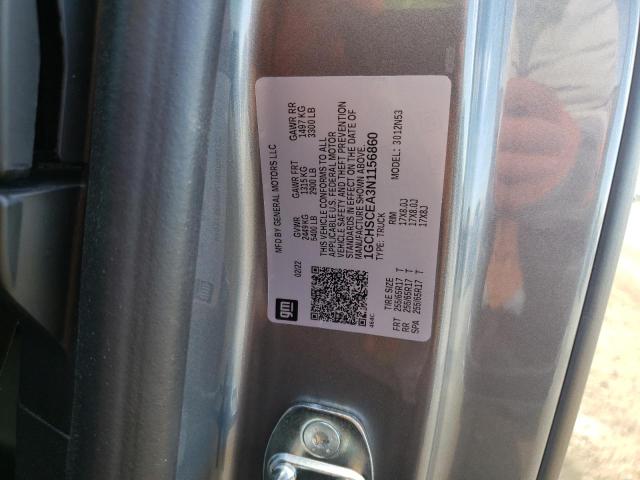 MFD BY GENERAL MOTORS LLC
02/22 GVWR GAWR FRT GAWR RR
2449 KG 1315 KG 1497 KG
5400 LB 2900 LB 3300 LB
THIS VEHICLE CONFORMS TO ALL
APPLICABLE U.S. FEDERAL MOTOR
VEHICLE SAFETY AND THEFT PREVENTION
STANDARDS IN EFFECT ON THE DATE OF
MANUFACTURE SHOWN ABOVE.
1GCHSCEA3N1156860
TYPE: TRUCK MODEL: 3012N53
gm
464C
TIRE SIZE RIM
FRT 255/65R17 T 17X8.0J
RR 255/65R17 T 17X8.0J
SPA 255/65R17 T 17X8J